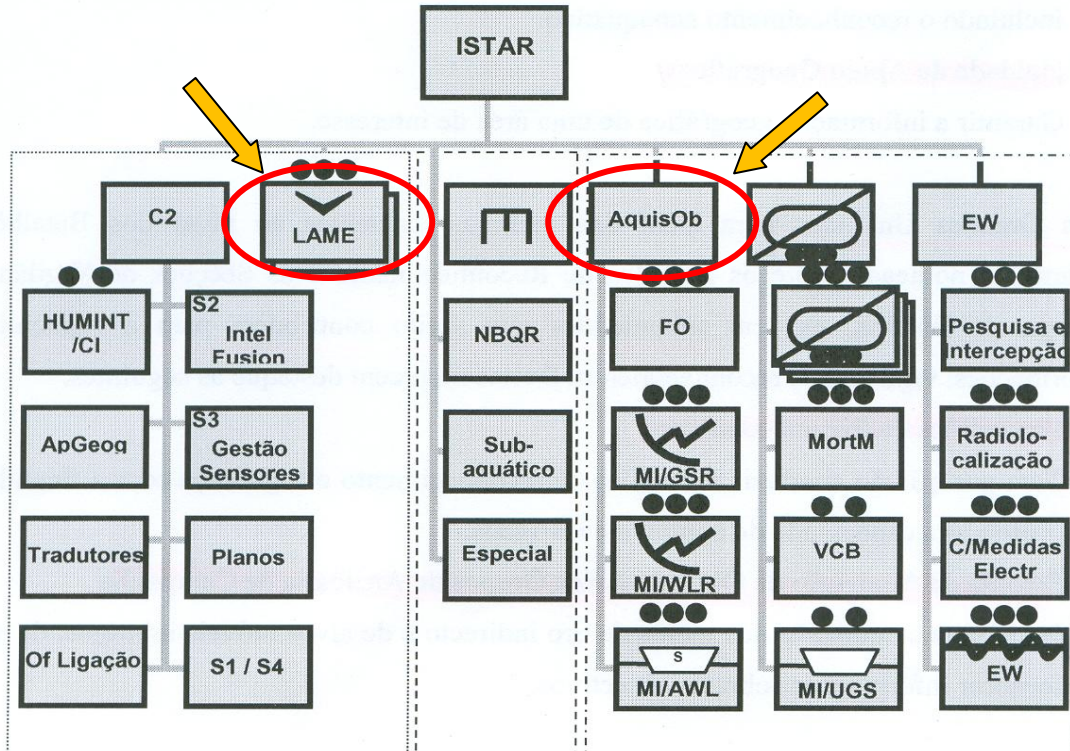 ISTAR
C2
LAME
AquisOb
EW
HUMINT
/CI
S2
Intel
Fusion
NBQR
FO
Pesquisa e
Intercepção
ApGeog
S3
Gestão
Sensores
Sub-
aquático
MI/GSR
MortM
Radiolo-
calização
Tradutores
Planos
Especial
MI/WLR
VCB
C/Medidas
Electr
Of Ligação
S1 / S4
S
MI/AWL
MI/UGS
EW